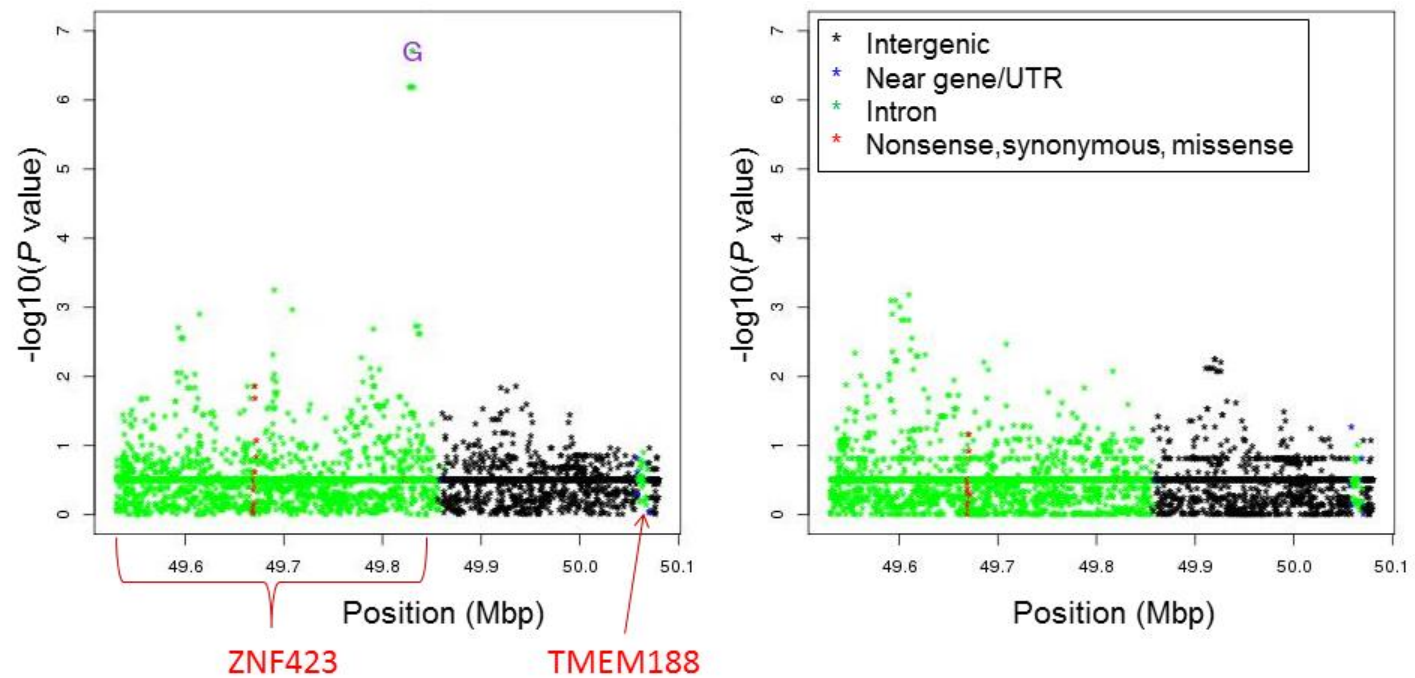 7
6
5
4
3
2
1
0
-log10(P value)
G
49.6 49.7 49.8 49.9 50.0 50.1
Position (Mbp)
ZNF423
TMEM188
7
6
5
4
3
2
1
0
-log10(P value)
* Intergenic
* Near gene/UTR
* Intron
* Nonsense,synonymous, missense
49.6 49.7 49.8 49.9 50.0 50.1
Position (Mbp)